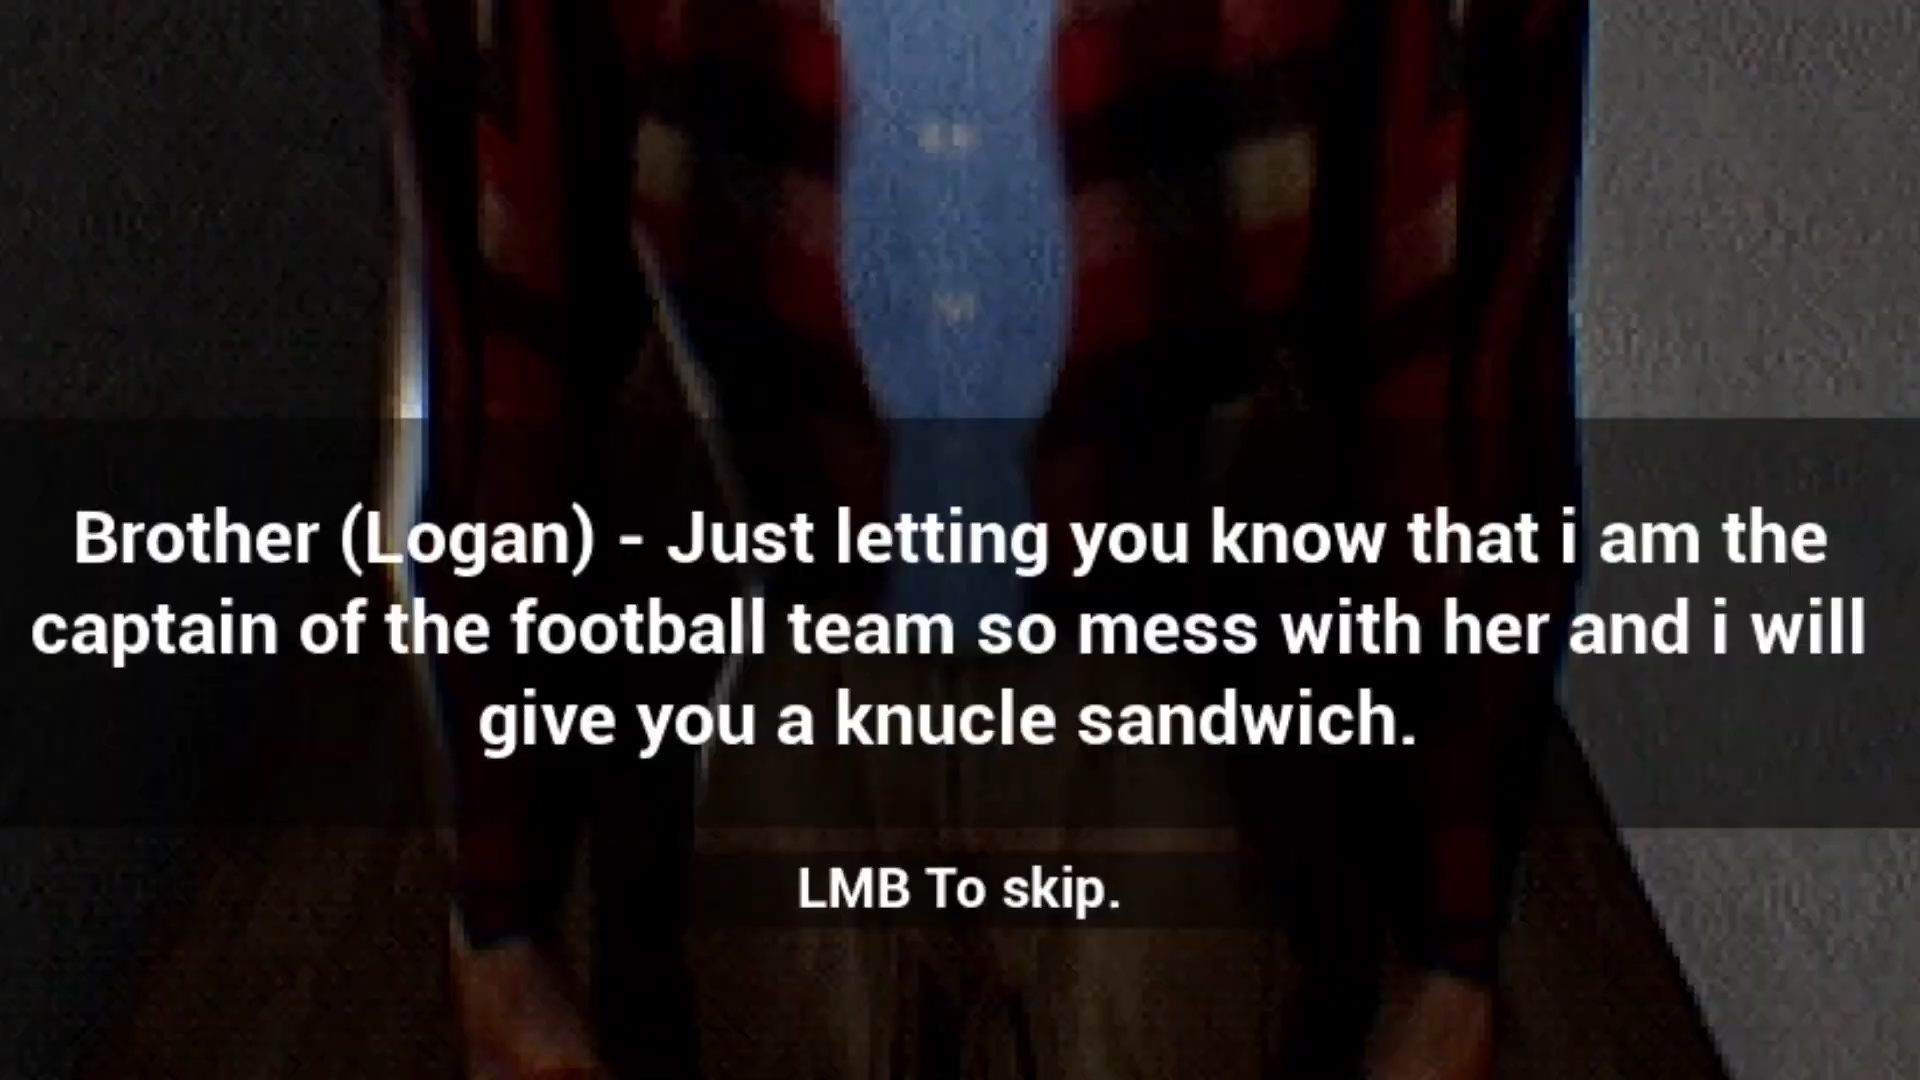 Brother (Logan) - Just letting you know that i am the
captain of the football team so mess with her and i will
give you a knucle sandwich.
LMB To skip.